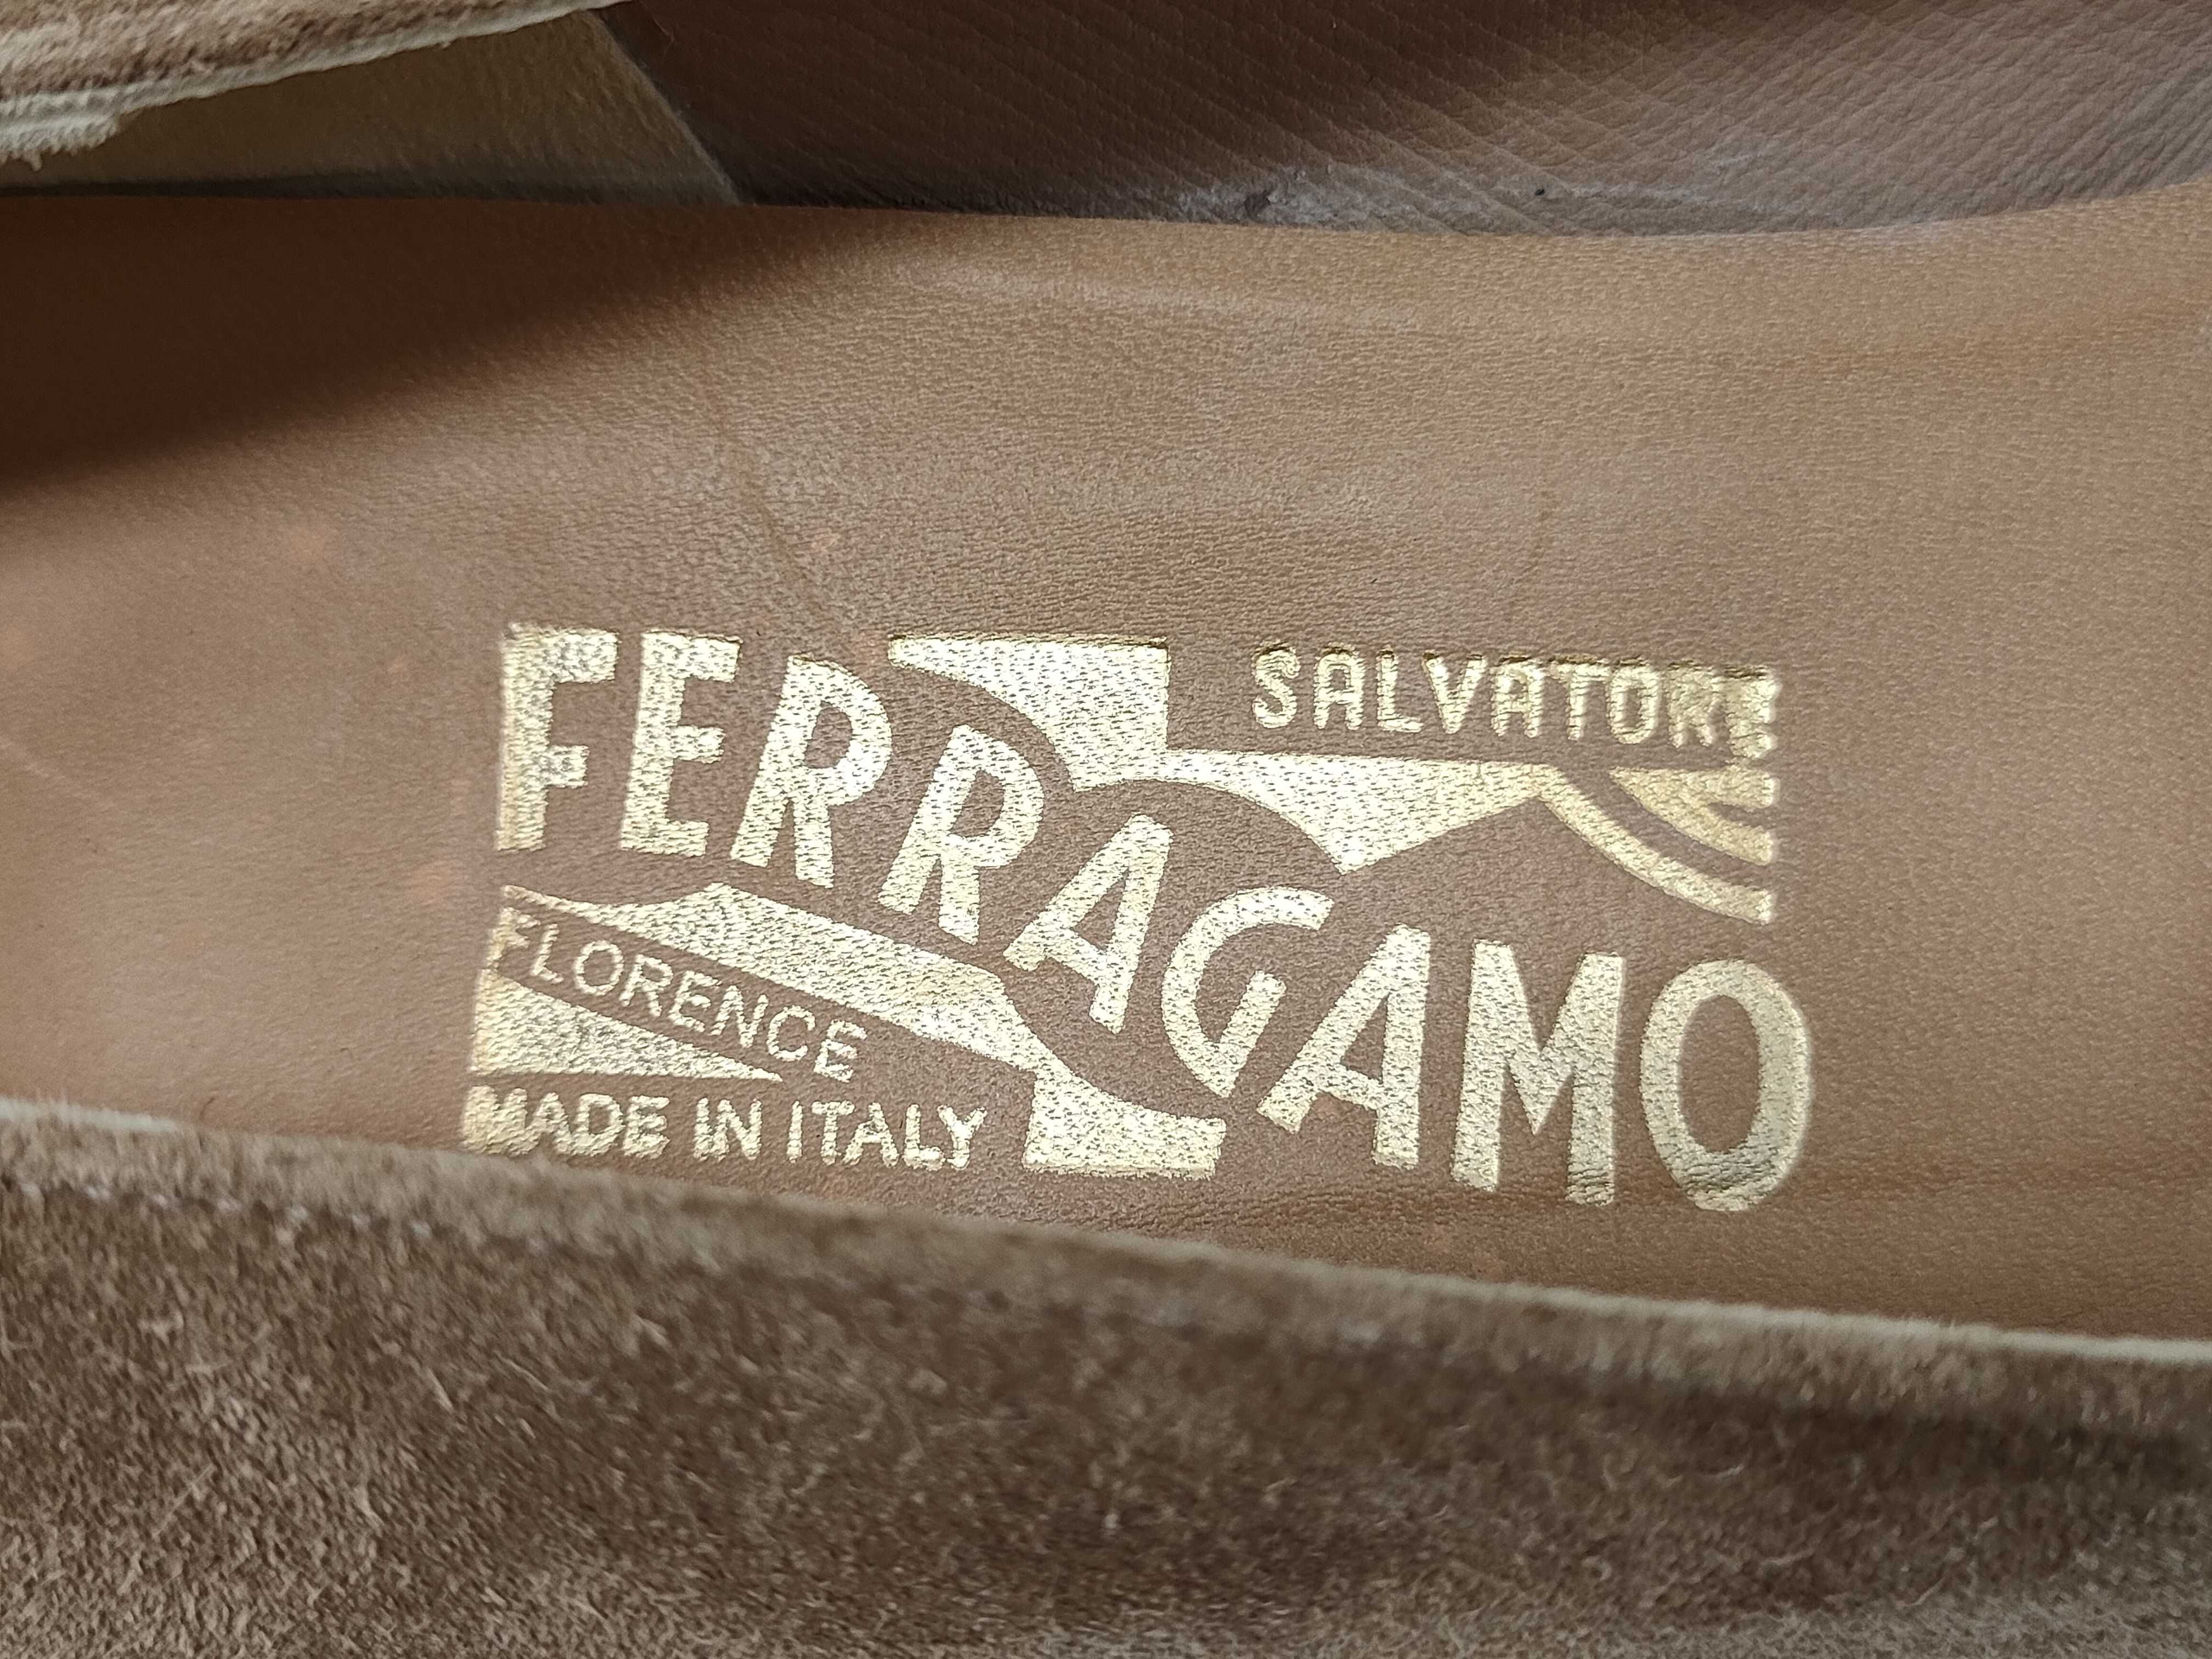 SALVATORE
FERRAGAMO
FLORENCE
MADE IN ITALY